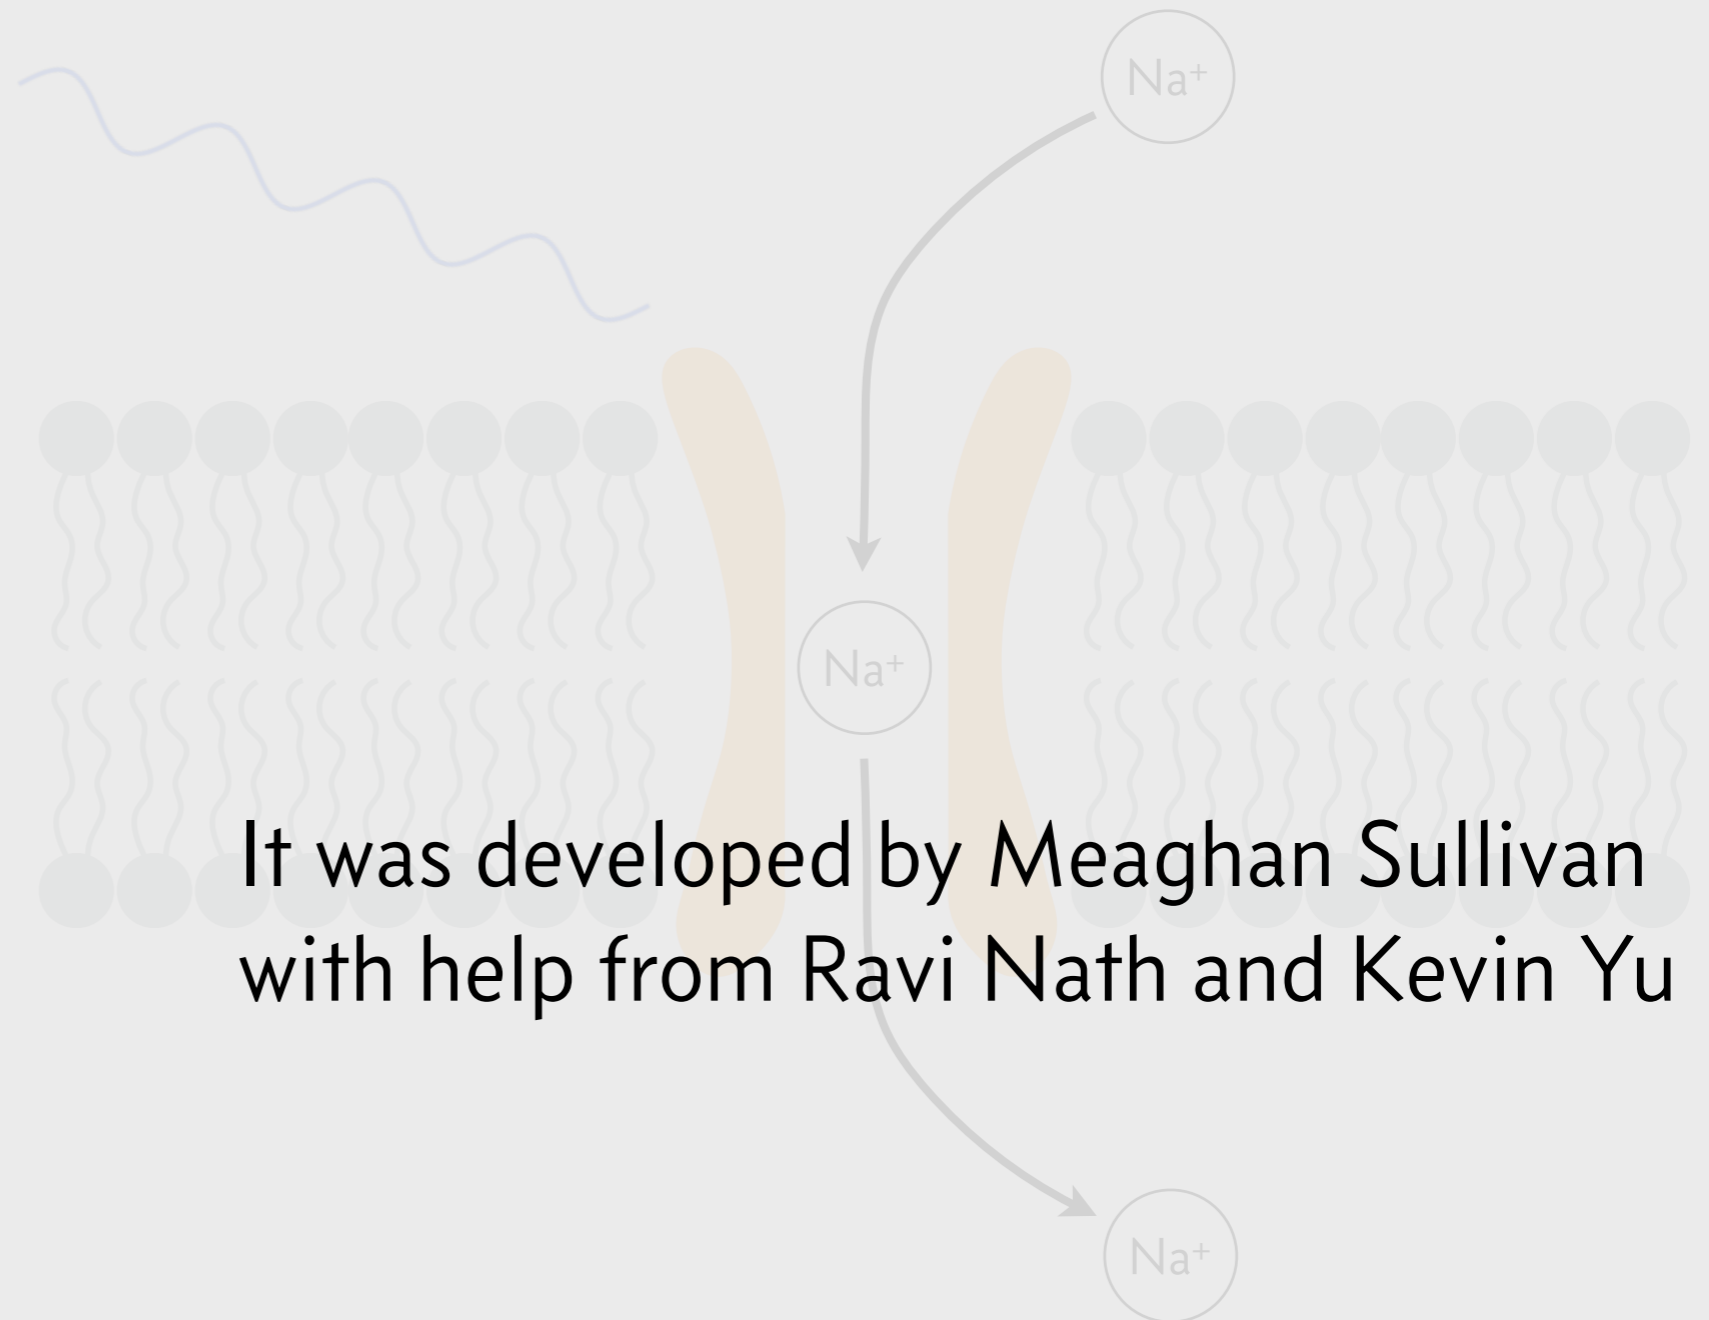 Na⁺
Na⁺
It was developed by Meaghan Sullivan
with help from Ravi Nath and Kevin Yu
Na⁺